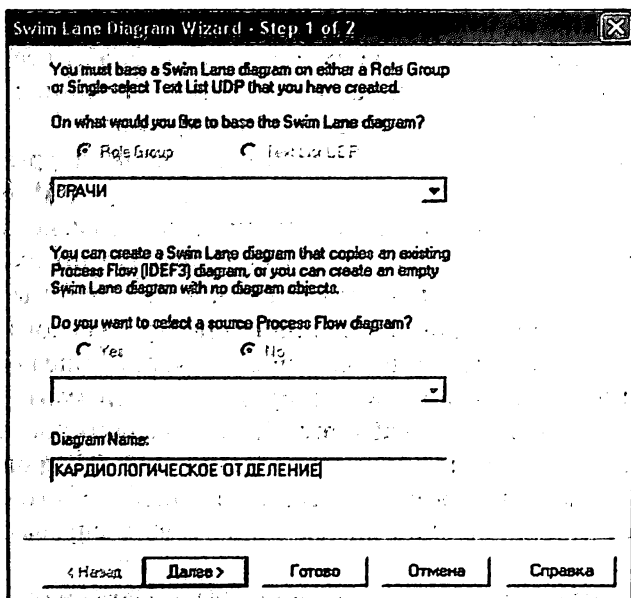 Swim Lane Diagram Wizard - Step 1 of 2
You must base a Swim Lane diagram on either a Role Group
or Single-select Text List UDP that you have created.
On what would you like to base the Swim Lane diagram?
Role Group Text List UDP
ВРАЧИ
You can create a Swim Lane diagram that copies an existing
Process Flow (IDEF3) diagram, or you can create an empty
Swim Lane diagram with no diagram objects.
Do you want to select a source Process Flow diagram?
Yes No
Diagram Name:
КАРДИОЛОГИЧЕСКОЕ ОТДЕЛЕНИЕ
< Назад Далее > Готово Отмена Справка